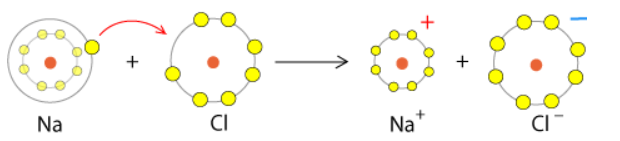 + + −
+ +
Na Cl Na⁺ Cl⁻